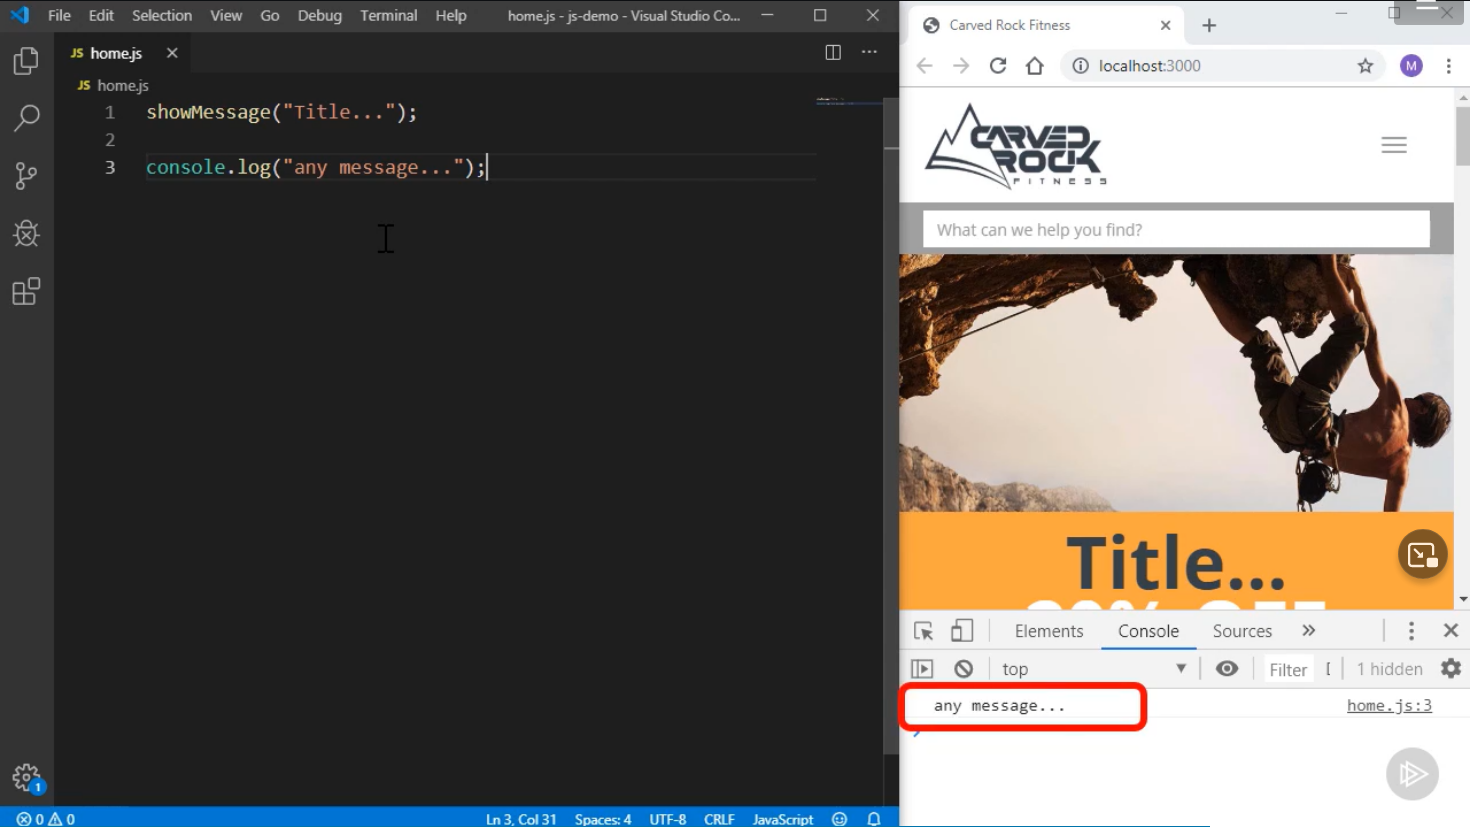 File Edit Selection View Go Debug Terminal Help home.js - js-demo - Visual Studio Co...
JS home.js
JS home.js
1 showMessage("Title...");
2
3 console.log("any message...");
1
0 0
Ln 3, Col 31 Spaces: 4 UTF-8 CRLF JavaScript
Carved Rock Fitness
localhost:3000
M
CARVED
ROCK
FITNESS
What can we help you find?
Title...
Elements Console Sources
top Filter 1 hidden
any message... home.js:3